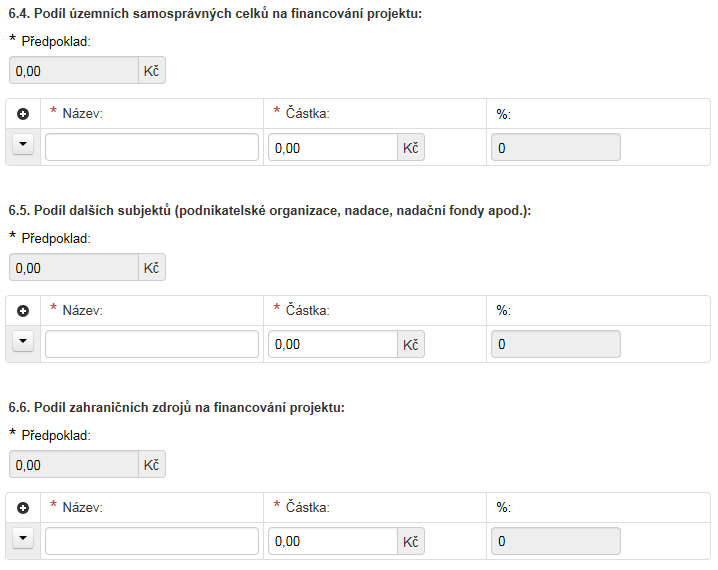 6.4. Podíl územních samosprávných celků na financování projektu:
* Předpoklad:
0,00 Kč
* Název: * Částka: %:
0,00 Kč 0
6.5. Podíl dalších subjektů (podnikatelské organizace, nadace, nadační fondy apod.):
* Předpoklad:
0,00 Kč
* Název: * Částka: %:
0,00 Kč 0
6.6. Podíl zahraničních zdrojů na financování projektu:
* Předpoklad:
0,00 Kč
* Název: * Částka: %:
0,00 Kč 0